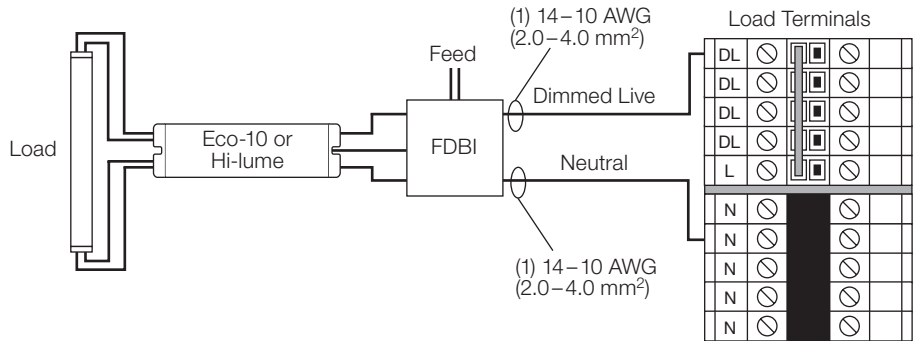 (1) 14–10 AWG
(2.0–4.0 mm²)
Load Terminals
Feed
Dimmed Live
DL
DL
DL
DL
L
Load
Eco-10 or
Hi-lume
FDBI
Neutral
N
N
N
N
N
(1) 14–10 AWG
(2.0–4.0 mm²)